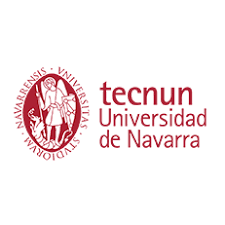 STUDIORUM · UNIVERSITAS · NAVARRENSIS
tecnun
Universidad
de Navarra